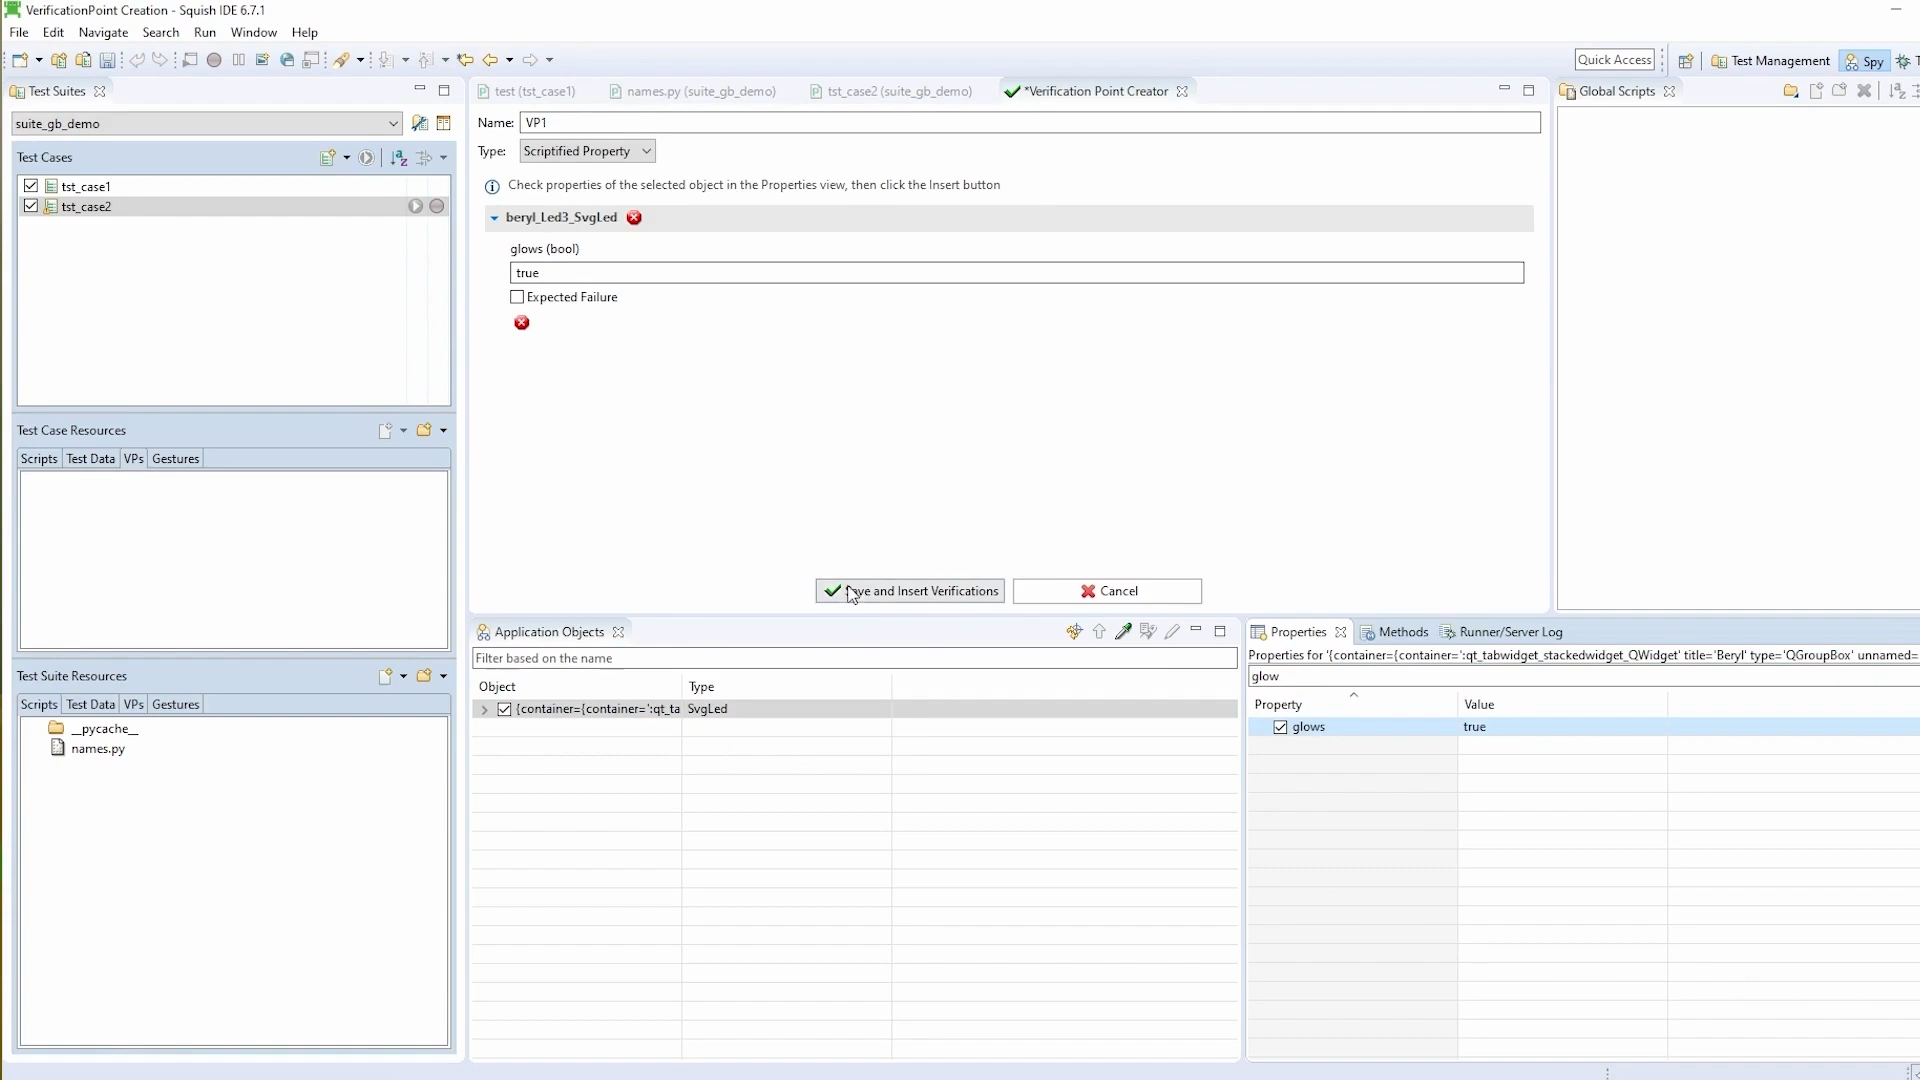 VerificationPoint Creation - Squish IDE 6.7.1
File Edit Navigate Search Run Window Help
Quick Access
Test Management
Spy
Test Suites
suite_gb_demo
Test Cases
tst_case1
tst_case2
Test Case Resources
Scripts Test Data VPs Gestures
Test Suite Resources
Scripts Test Data VPs Gestures
__pycache__
names.py
test (tst_case1)
names.py (suite_gb_demo)
tst_case2 (suite_gb_demo)
*Verification Point Creator
Name: VP1
Type: Scriptified Property
Check properties of the selected object in the Properties view, then click the Insert button
beryl_Led3_SvgLed
glows (bool)
true
Expected Failure
and Insert Verifications
Cancel
Application Objects
Filter based on the name
Object Type
{container={container=':qt_ta SvgLed
Global Scripts
Properties
Methods
Runner/Server Log
Properties for '{container={container=':qt_tabwidget_stackedwidget_QWidget' title='Beryl' type='QGroupBox' unnamed=
glow
Property Value
glows true